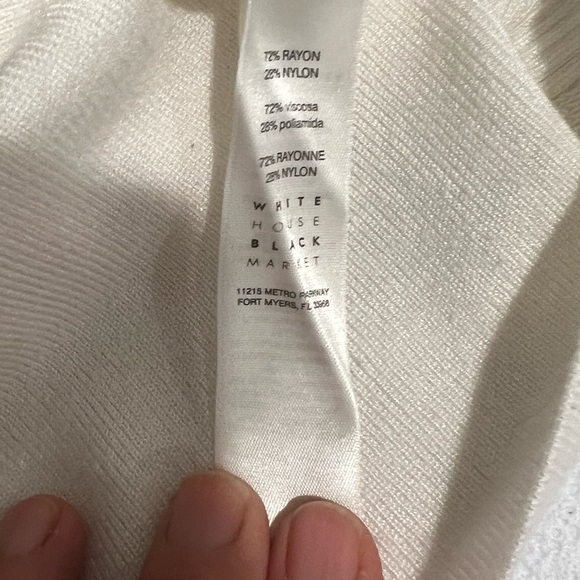 72% RAYON
28% NYLON
72% viscosa
28% poliamida
72% RAYONNE
28% NYLON
WHITE
HOUSE
BLACK
MARKET
11215 METRO PARKWAY
FORT MYERS, FL